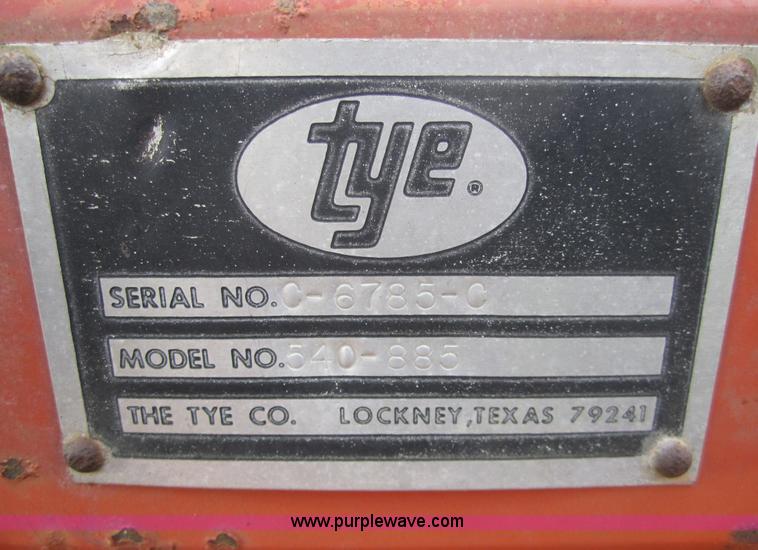 tye®
SERIAL NO. C-6785-C
MODEL NO. 540-885
THE TYE CO. LOCKNEY, TEXAS 79241
www.purplewave.com